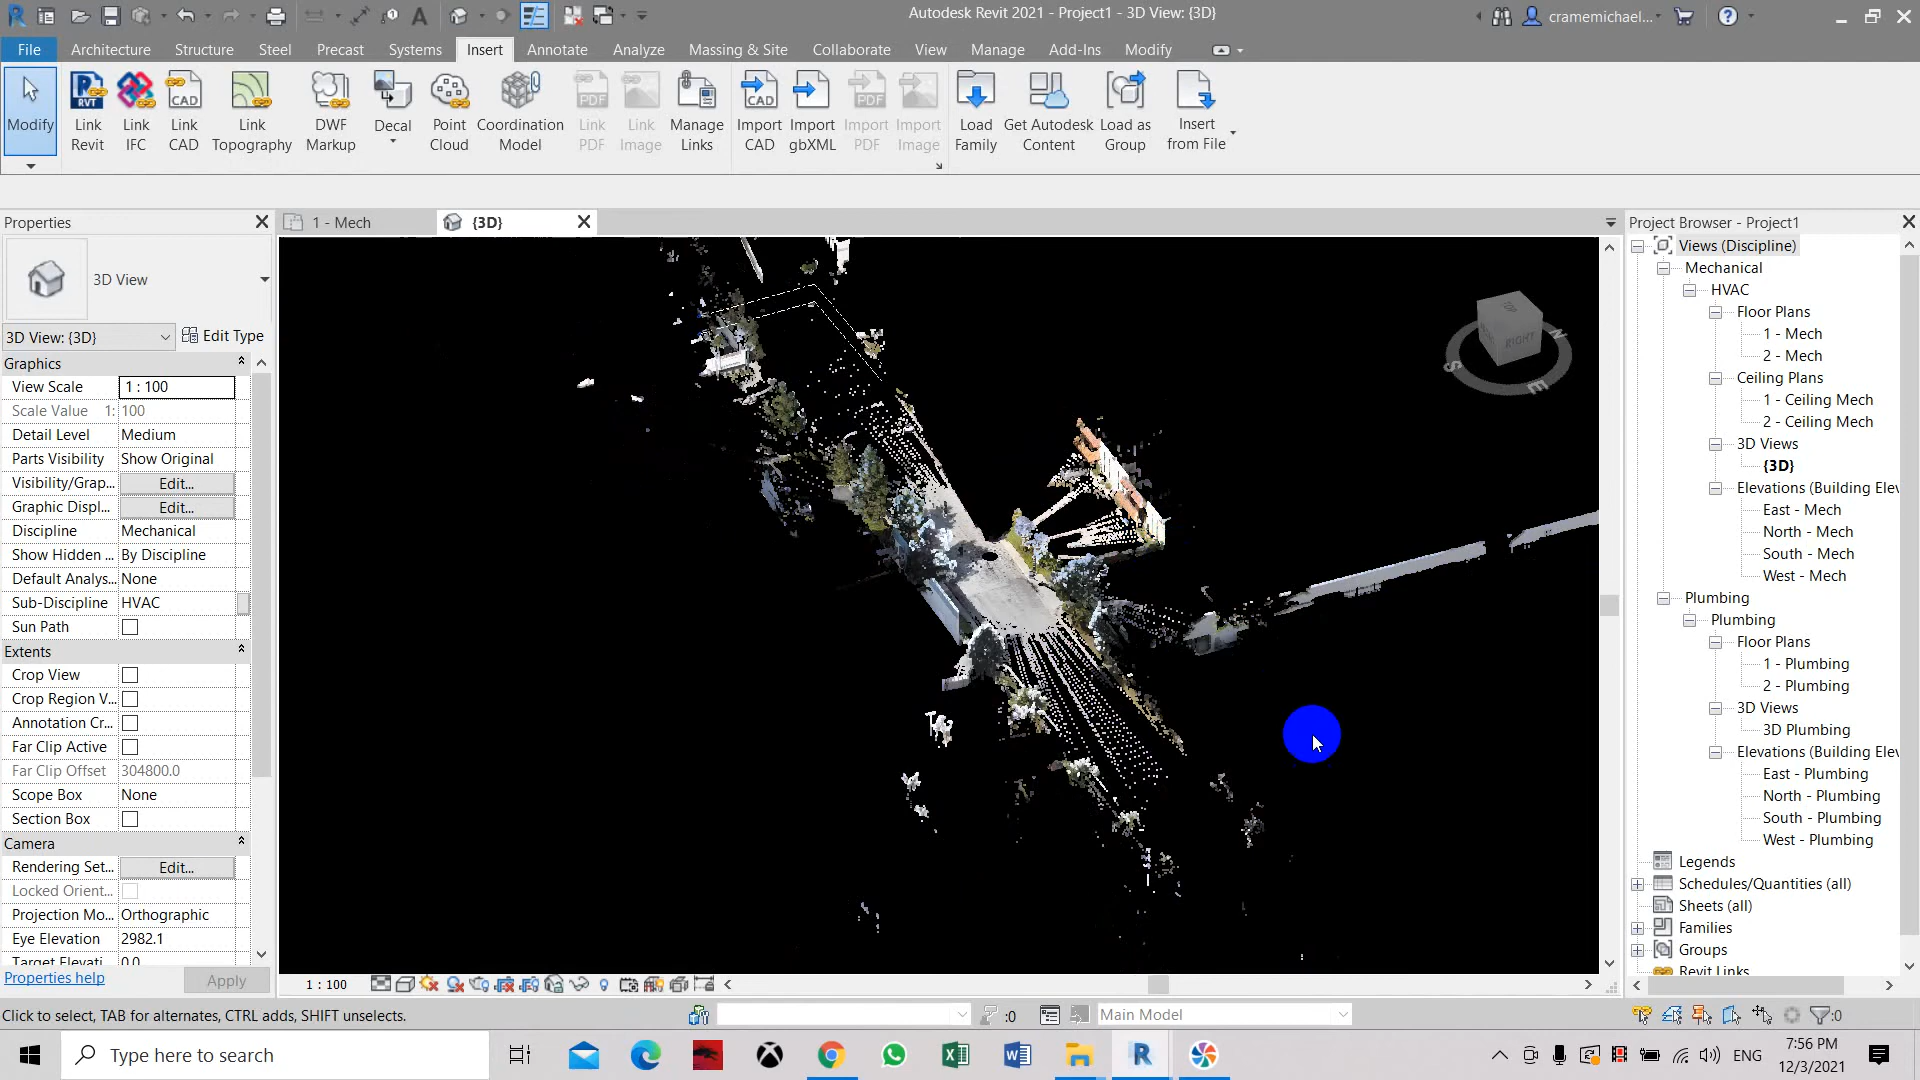 Autodesk Revit 2021 - Project1 - 3D View: {3D}
cramemichael...
File Architecture Structure Steel Precast Systems Insert Annotate Analyze Massing & Site Collaborate View Manage Add-Ins Modify
Modify
Link Revit
Link IFC
Link CAD
Link Topography
DWF Markup
Decal
Point Cloud
Coordination Model
Link PDF
Link Image
Manage Links
Import CAD
Import gbXML
Import PDF
Import Image
Load Family
Get Autodesk Content
Load as Group
Insert from File
Properties
1 - Mech
{3D}
Project Browser - Project1
3D View
3D View: {3D}
Edit Type
Graphics
View Scale 1 : 100
Scale Value 1: 100
Detail Level Medium
Parts Visibility Show Original
Visibility/Grap... Edit...
Graphic Displ... Edit...
Discipline Mechanical
Show Hidden ... By Discipline
Default Analys... None
Sub-Discipline HVAC
Sun Path
Extents
Crop View
Crop Region V...
Annotation Cr...
Far Clip Active
Far Clip Offset 304800.0
Scope Box None
Section Box
Camera
Rendering Set... Edit...
Locked Orient...
Projection Mo... Orthographic
Eye Elevation 2982.1
Target Elevati... 0.0
Properties help
Apply
RIGHT
N
S
E
Views (Discipline)
Mechanical
HVAC
Floor Plans
1 - Mech
2 - Mech
Ceiling Plans
1 - Ceiling Mech
2 - Ceiling Mech
3D Views
{3D}
Elevations (Building Elev
East - Mech
North - Mech
South - Mech
West - Mech
Plumbing
Plumbing
Floor Plans
1 - Plumbing
2 - Plumbing
3D Views
3D Plumbing
Elevations (Building Elev
East - Plumbing
North - Plumbing
South - Plumbing
West - Plumbing
Legends
Schedules/Quantities (all)
Sheets (all)
Families
Groups
Revit Links
1 : 100
Click to select, TAB for alternates, CTRL adds, SHIFT unselects.
:0
Main Model
:0
Type here to search
ENG
7:56 PM
12/3/2021